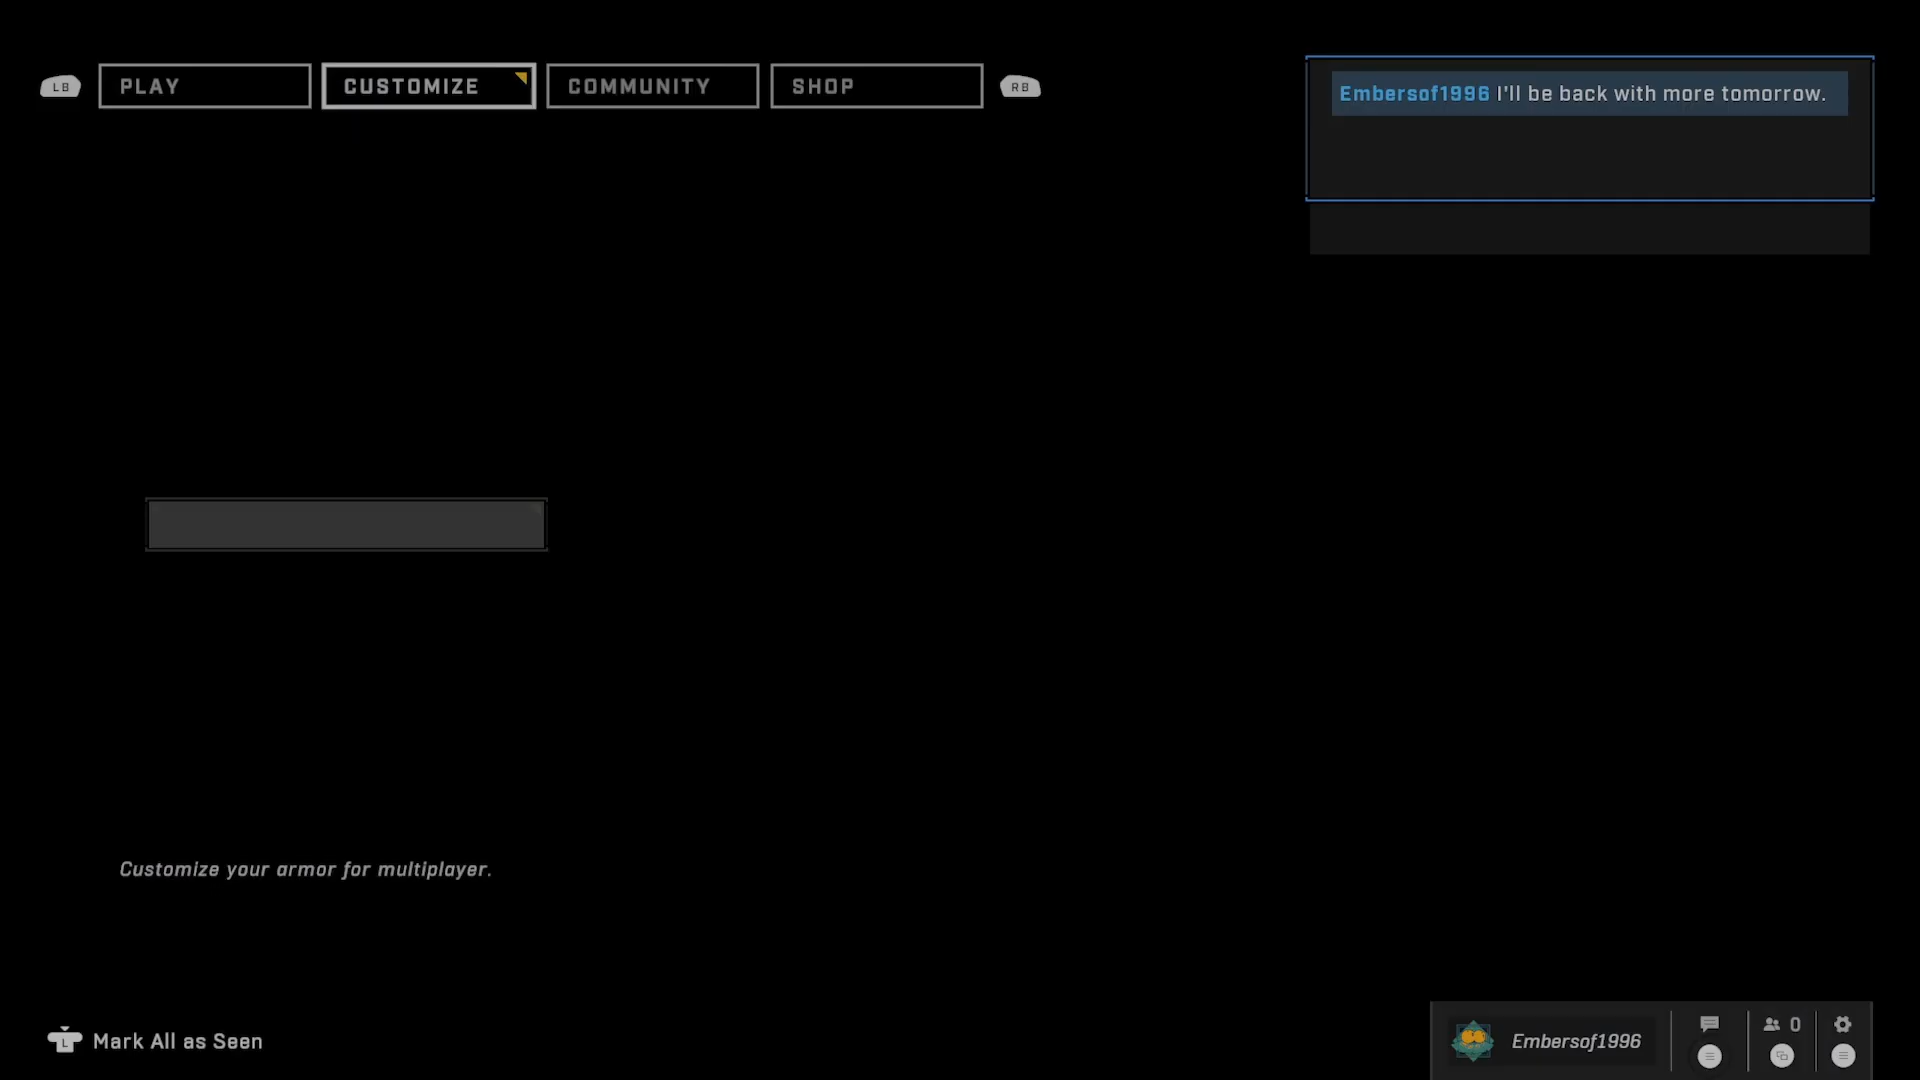 LB
PLAY
CUSTOMIZE
COMMUNITY
SHOP
RB
Embersof1996 I'll be back with more tomorrow.
Customize your armor for multiplayer.
L
Mark All as Seen
Embersof1996
0